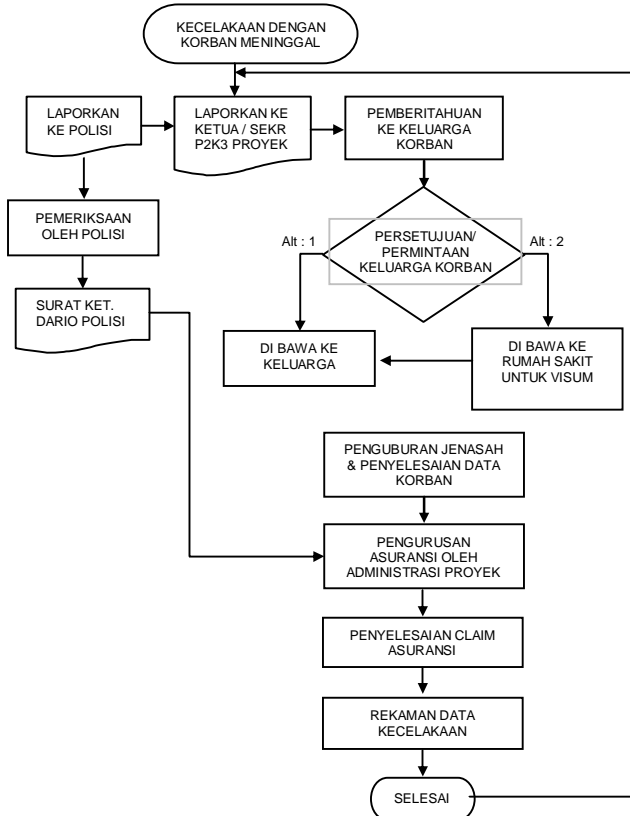 KECELAKAAN DENGAN
KORBAN MENINGGAL
LAPORKAN
KE POLISI
LAPORKAN KE
KETUA / SEKR
P2K3 PROYEK
PEMBERITAHUAN
KE KELUARGA
KORBAN
PEMERIKSAAN
OLEH POLISI
Alt : 1
PERSETUJUAN/
PERMINTAAN
KELUARGA KORBAN
Alt : 2
SURAT KET.
DARIO POLISI
DI BAWA KE
KELUARGA
DI BAWA KE
RUMAH SAKIT
UNTUK VISUM
PENGUBURAN JENASAH
& PENYELESAIAN DATA
KORBAN
PENGURUSAN
ASURANSI OLEH
ADMINISTRASI PROYEK
PENYELESAIAN CLAIM
ASURANSI
REKAMAN DATA
KECELAKAAN
SELESAI